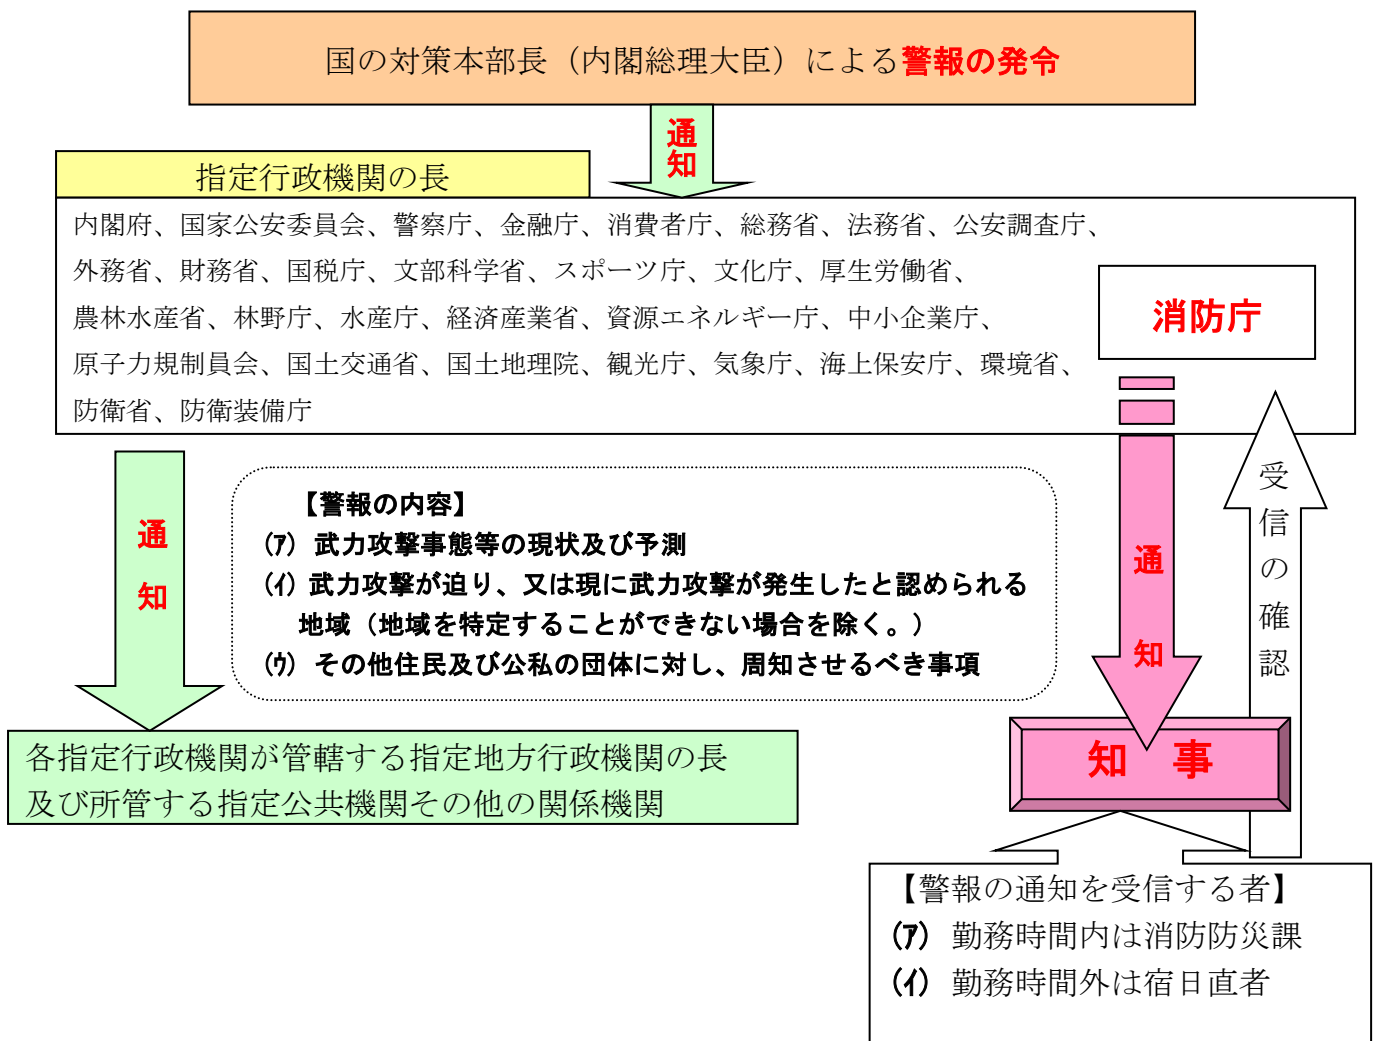 国の対策本部長（内閣総理大臣）による警報の発令
通知
指定行政機関の長
内閣府、国家公安委員会、警察庁、金融庁、消費者庁、総務省、法務省、公安調査庁、
外務省、財務省、国税庁、文部科学省、スポーツ庁、文化庁、厚生労働省、
農林水産省、林野庁、水産庁、経済産業省、資源エネルギー庁、中小企業庁、
原子力規制員会、国土交通省、国土地理院、観光庁、気象庁、海上保安庁、環境省、
防衛省、防衛装備庁
消防庁
通知
【警報の内容】
(ｱ) 武力攻撃事態等の現状及び予測
(ｲ) 武力攻撃が迫り、又は現に武力攻撃が発生したと認められる
地域（地域を特定することができない場合を除く。）
(ｳ) その他住民及び公私の団体に対し、周知させるべき事項
通知
受信の確認
各指定行政機関が管轄する指定地方行政機関の長
及び所管する指定公共機関その他の関係機関
知　事
【警報の通知を受信する者】
(ｱ) 勤務時間内は消防防災課
(ｲ) 勤務時間外は宿日直者